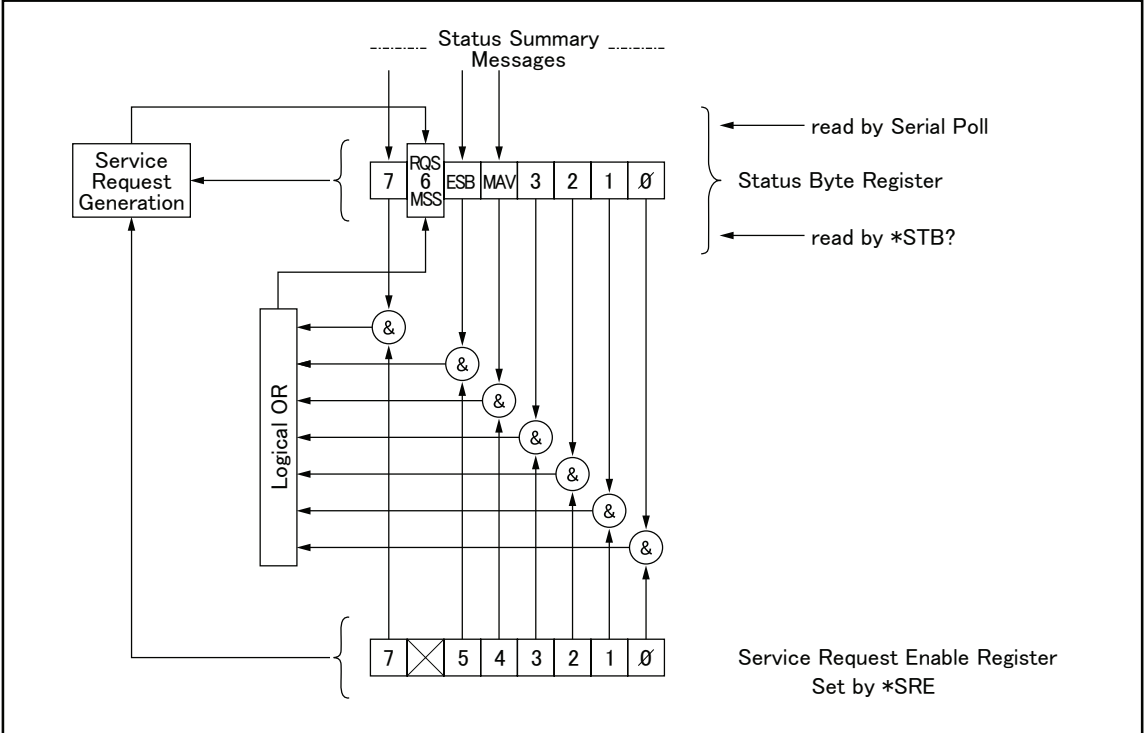 Status Summary
Messages
read by Serial Poll
Service
Request
Generation
7
RQS
6
MSS
ESB
MAV
3
2
1
Ø
Status Byte Register
read by *STB?
&
&
&
&
&
&
&
Logical OR
7
5
4
3
2
1
Ø
Service Request Enable Register
Set by *SRE